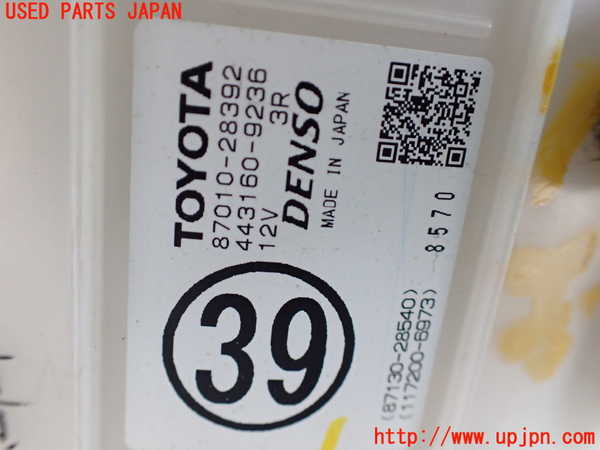 USED PARTS JAPAN
TOYOTA
87010-28392
443160-9236
12V 3R
DENSO
MADE IN JAPAN
8570
39
(87130-28540)
(117200-6973)
UPJ - www.upjpn.com